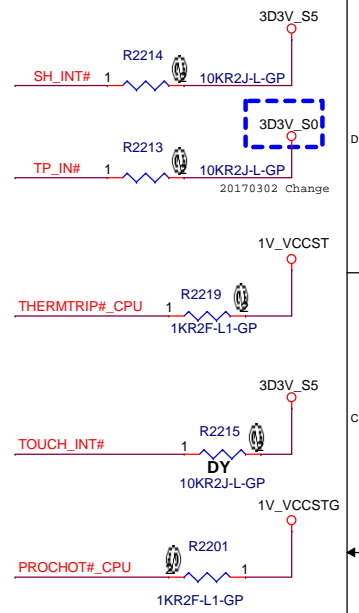 3D3V_S5
R2214
SH_INT# 1 2 10KR2J-L-GP
3D3V_S0
D
R2213
TP_IN# 1 2 10KR2J-L-GP
20170302 Change
1V_VCCST
R2219
THERMTRIP#_CPU 1 2
1KR2F-L1-GP
3D3V_S5
C
R2215
TOUCH_INT# 1 2
DY
10KR2J-L-GP
1V_VCCSTG
R2201
PROCHOT#_CPU 2 1
1KR2F-L1-GP